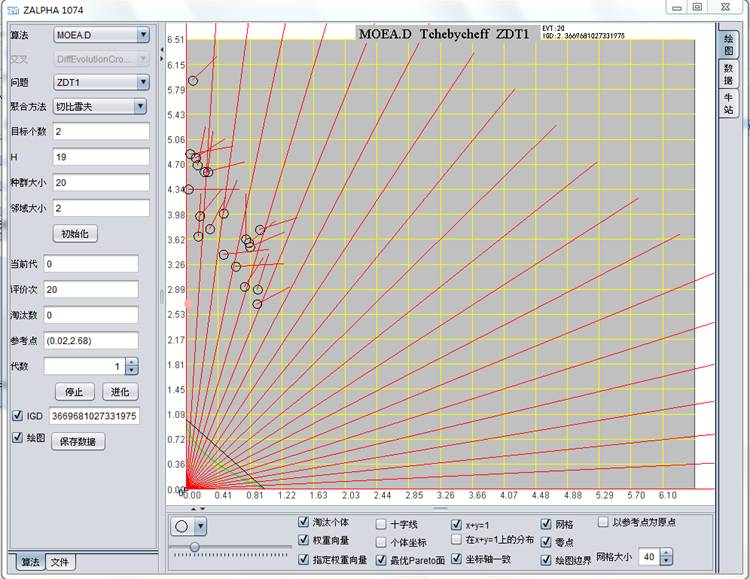 ZALPHA 1074
算法 MOEA.D
交叉 DiffEvolutionCro...
问题 ZDT1
聚合方法 切比雪夫
目标个数 2
H 19
种群大小 20
邻域大小 2
初始化
当前代 0
评价次 20
淘汰数 0
参考点 (0.02,2.68)
代数 1
停止 进化
IGD 3669681027331975
绘图 保存数据
算法 文件
MOEA.D Tchebycheff ZDT1
EVT:20
IGD:2.3669681027331975
6.51
6.15
5.79
5.43
5.06
4.70
4.34
3.98
3.62
3.26
2.89
2.53
2.17
1.81
1.45
1.09
0.72
0.36
0.00 0.41 0.81 1.22 1.63 2.03 2.44 2.85 3.25 3.66 4.07 4.48 4.88 5.29 5.70 6.10
淘汰个体 十字线 x+y=1 网格 以参考点为原点
权重向量 个体坐标 在x+y=1上的分布 零点
指定权重向量 最优Pareto面 坐标轴一致 绘图边界 网格大小 40
绘图
数据
牛站